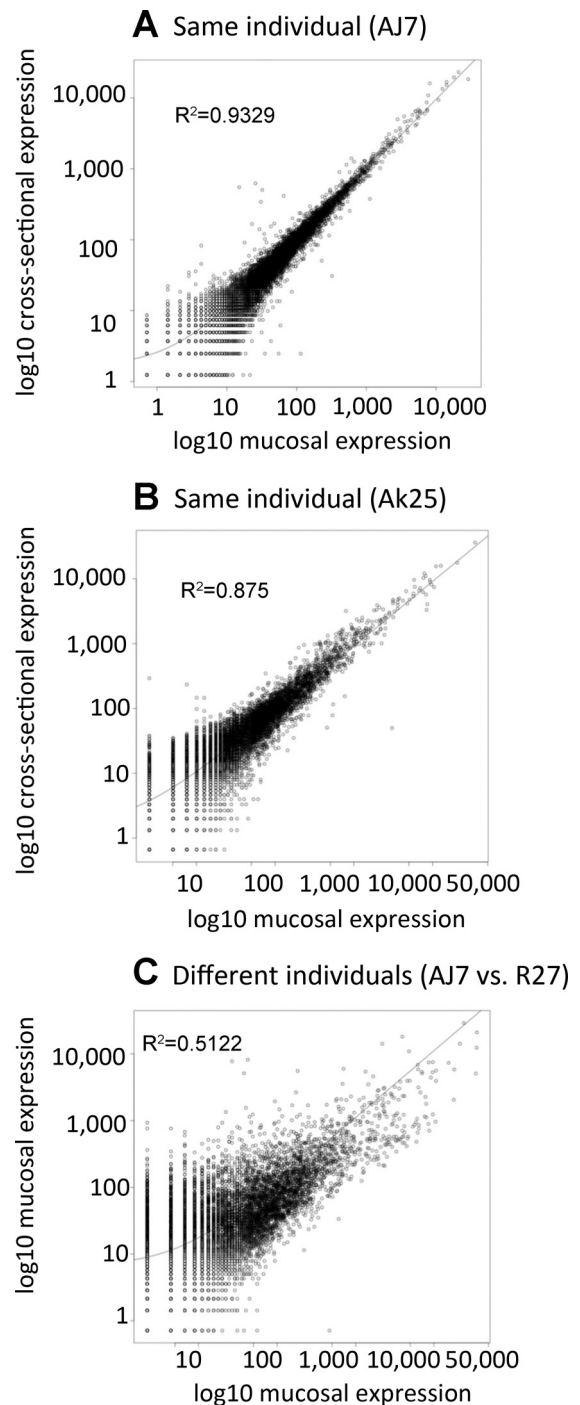 A Same individual (AJ7)
R²=0.9329
10,000
1,000
100
10
1
log10 cross-sectional expression
1 10 100 1,000 10,000
log10 mucosal expression
B Same individual (Ak25)
R²=0.875
10,000
1,000
100
10
1
log10 cross-sectional expression
10 100 1,000 10,000 50,000
log10 mucosal expression
C Different individuals (AJ7 vs. R27)
R²=0.5122
10,000
1,000
100
10
1
log10 mucosal expression
10 100 1,000 10,000 50,000
log10 mucosal expression